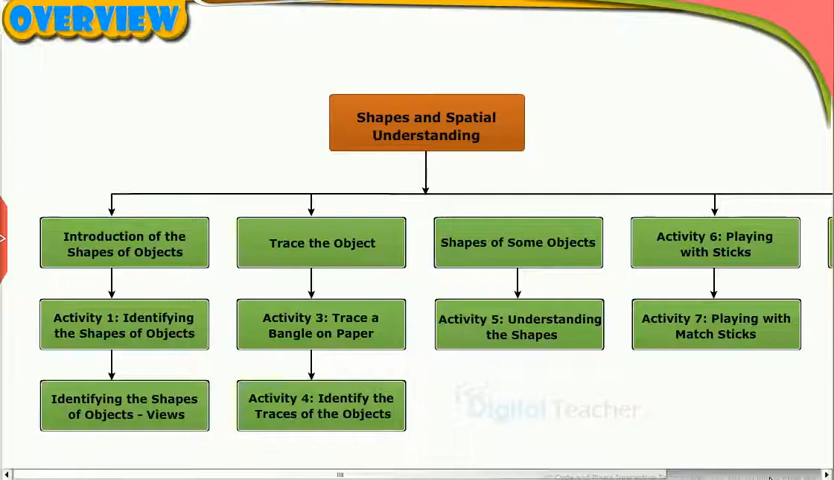 OVERVIEW
Shapes and Spatial
Understanding
Introduction of the
Shapes of Objects
Trace the Object
Shapes of Some Objects
Activity 6: Playing
with Sticks
Activity 1: Identifying
the Shapes of Objects
Activity 3: Trace a
Bangle on Paper
Activity 5: Understanding
the Shapes
Activity 7: Playing with
Match Sticks
Identifying the Shapes
of Objects - Views
Activity 4: Identify the
Traces of the Objects
Digital Teacher